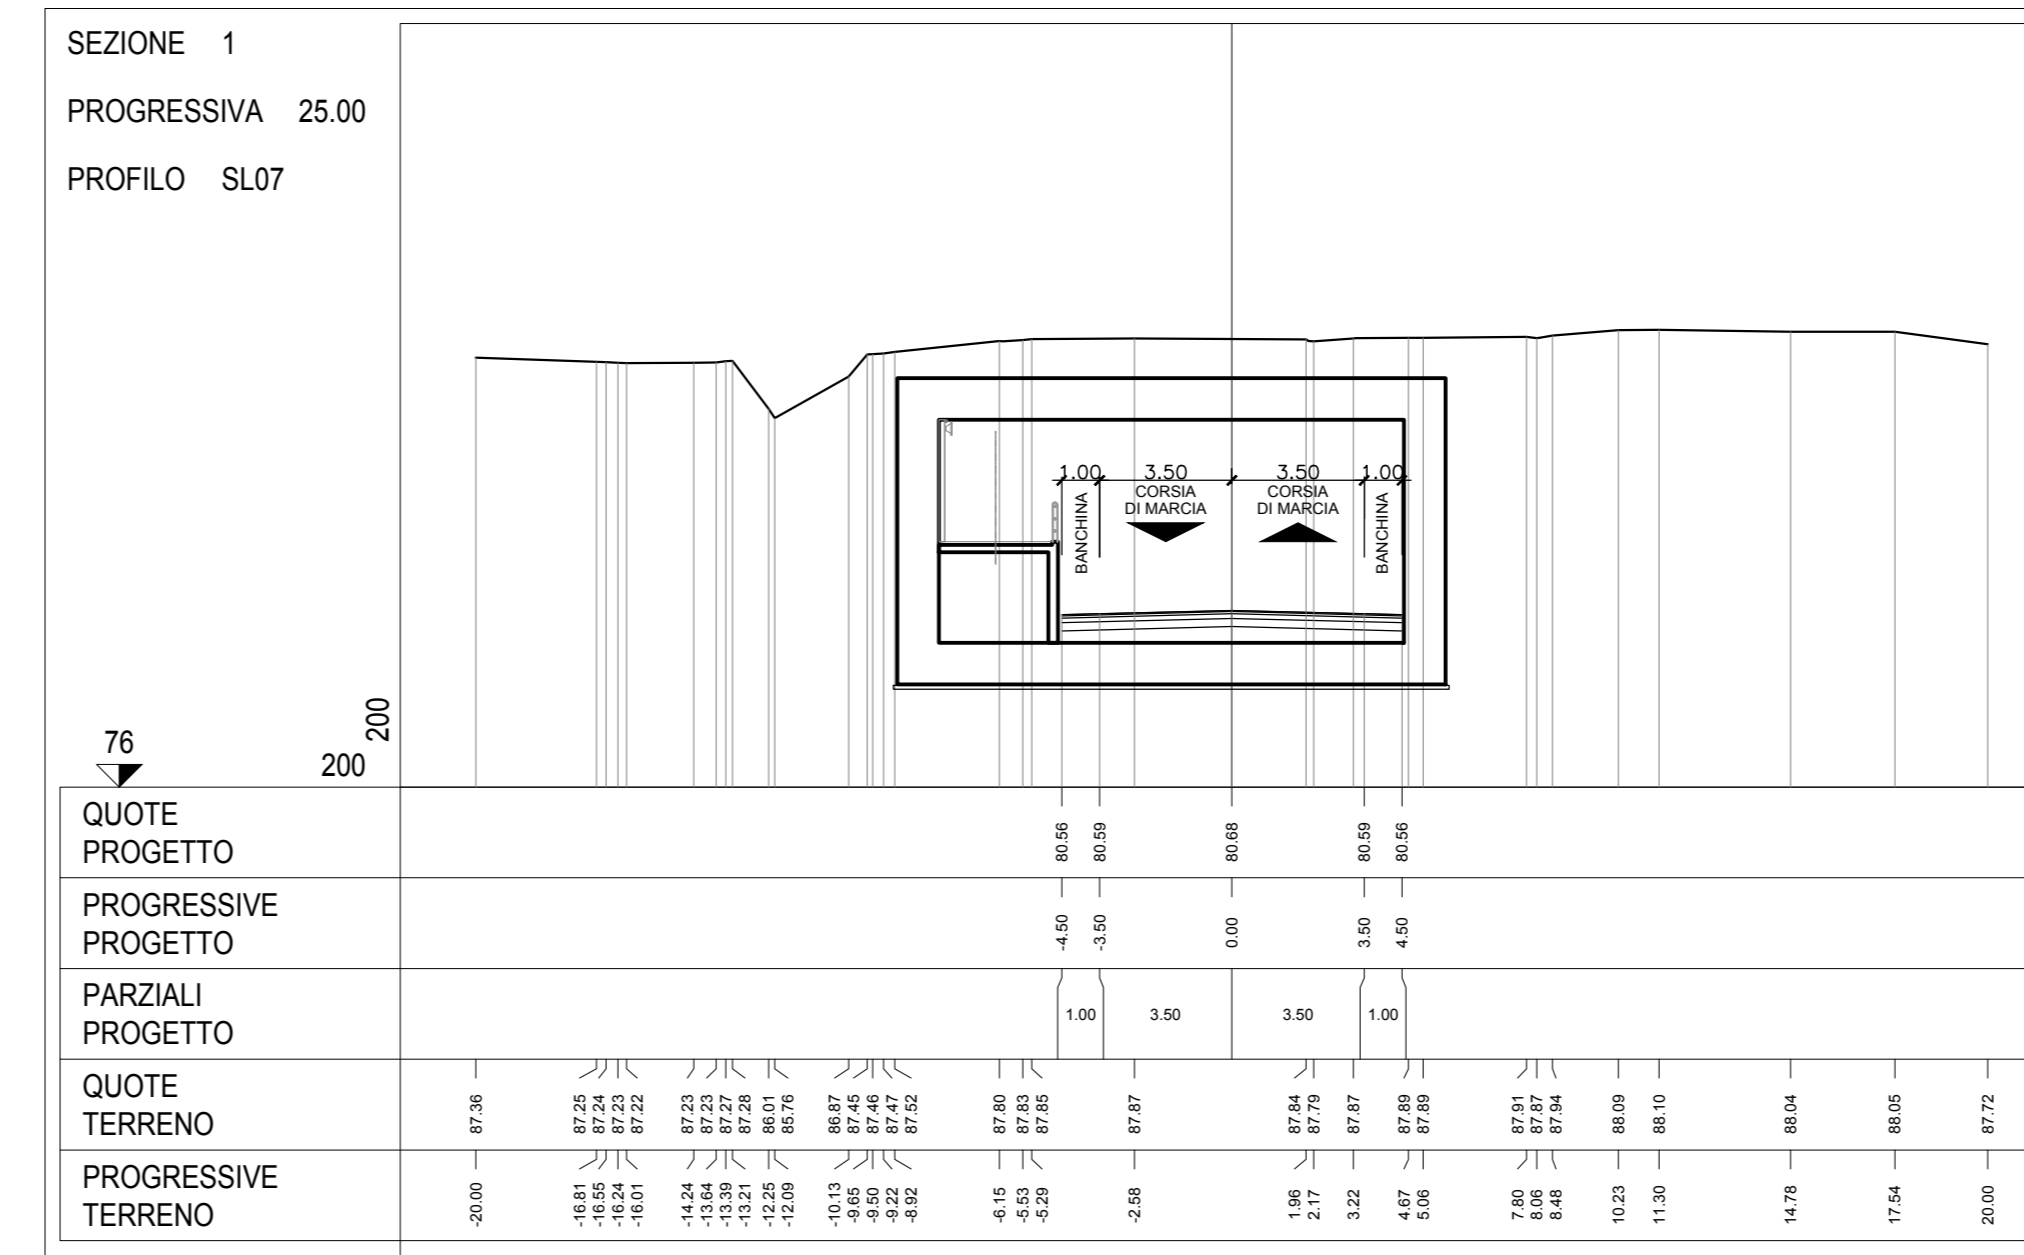 SEZIONE 1
PROGRESSIVA 25.00
PROFILO SL07
1.00 3.50 3.50 1.00
BANCHINA
CORSIA
DI MARCIA
CORSIA
DI MARCIA
BANCHINA
200
76
200
QUOTE
PROGETTO
80.56 80.59 80.68 80.59 80.56
PROGRESSIVE
PROGETTO
-4.50 -3.50 0.00 3.50 4.50
PARZIALI
PROGETTO
1.00 3.50 3.50 1.00
QUOTE
TERRENO
87.36 87.25 87.24 87.23 87.22 87.23 87.23 87.27 87.28 86.01 85.76 86.87 87.45 87.46 87.47 87.52 87.80 87.83 87.85 87.87 87.84 87.79 87.87 87.89 87.89 87.91 87.87 87.94 88.09 88.10 88.04 88.05 87.72
PROGRESSIVE
TERRENO
-20.00 -16.81 -16.55 -16.24 -16.01 -14.24 -13.64 -13.39 -13.21 -12.25 -12.09 -10.13 -9.65 -9.50 -9.22 -8.92 -6.15 -5.53 -5.29 -2.58 1.96 2.17 3.22 4.67 5.06 7.80 8.06 8.48 10.23 11.30 14.78 17.54 20.00